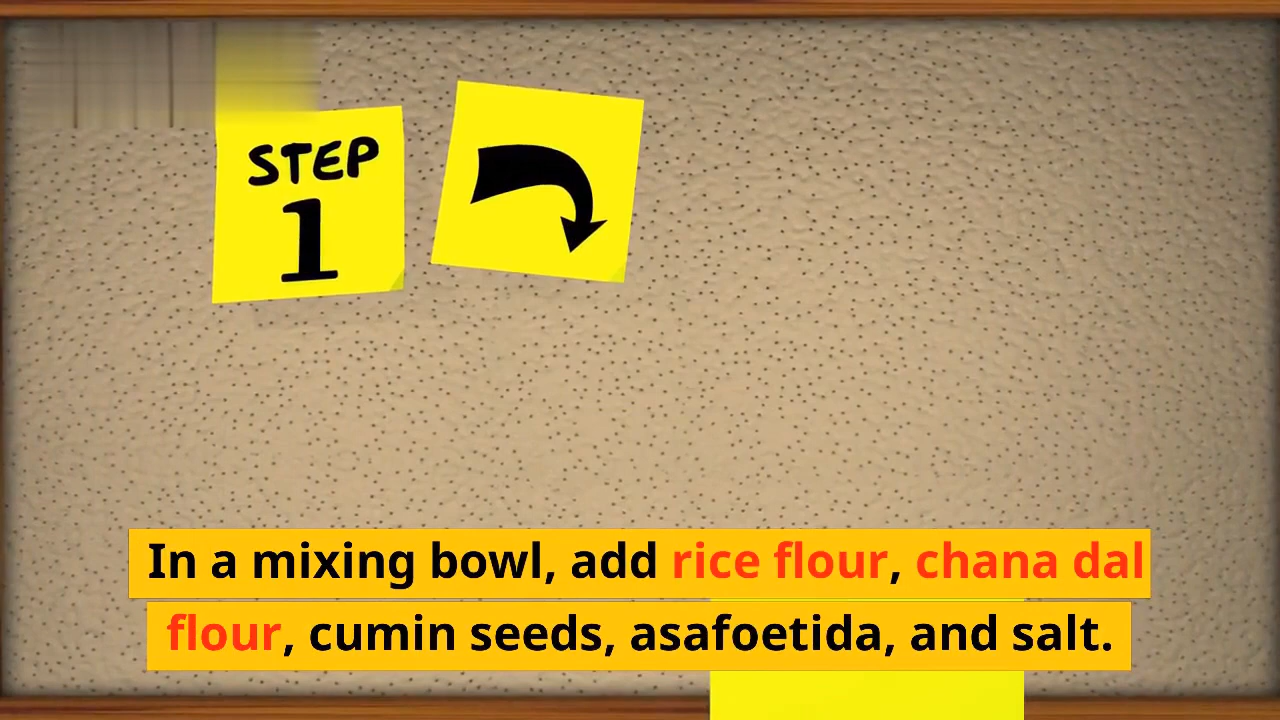 STEP
1
In a mixing bowl, add rice flour, chana dal
flour, cumin seeds, asafoetida, and salt.